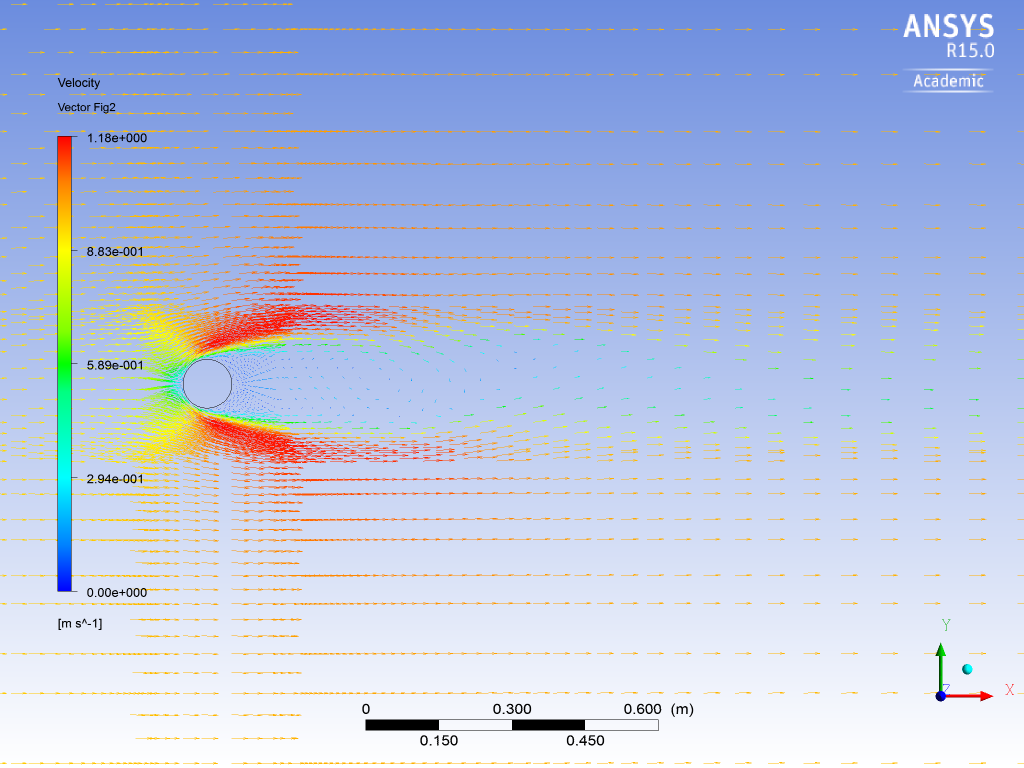 ANSYS
R15.0
Academic
Velocity
Vector Fig2
1.18e+000
8.83e-001
5.89e-001
2.94e-001
0.00e+000
[m s^-1]
Y
Z
X
0
0.300
0.600
(m)
0.150
0.450